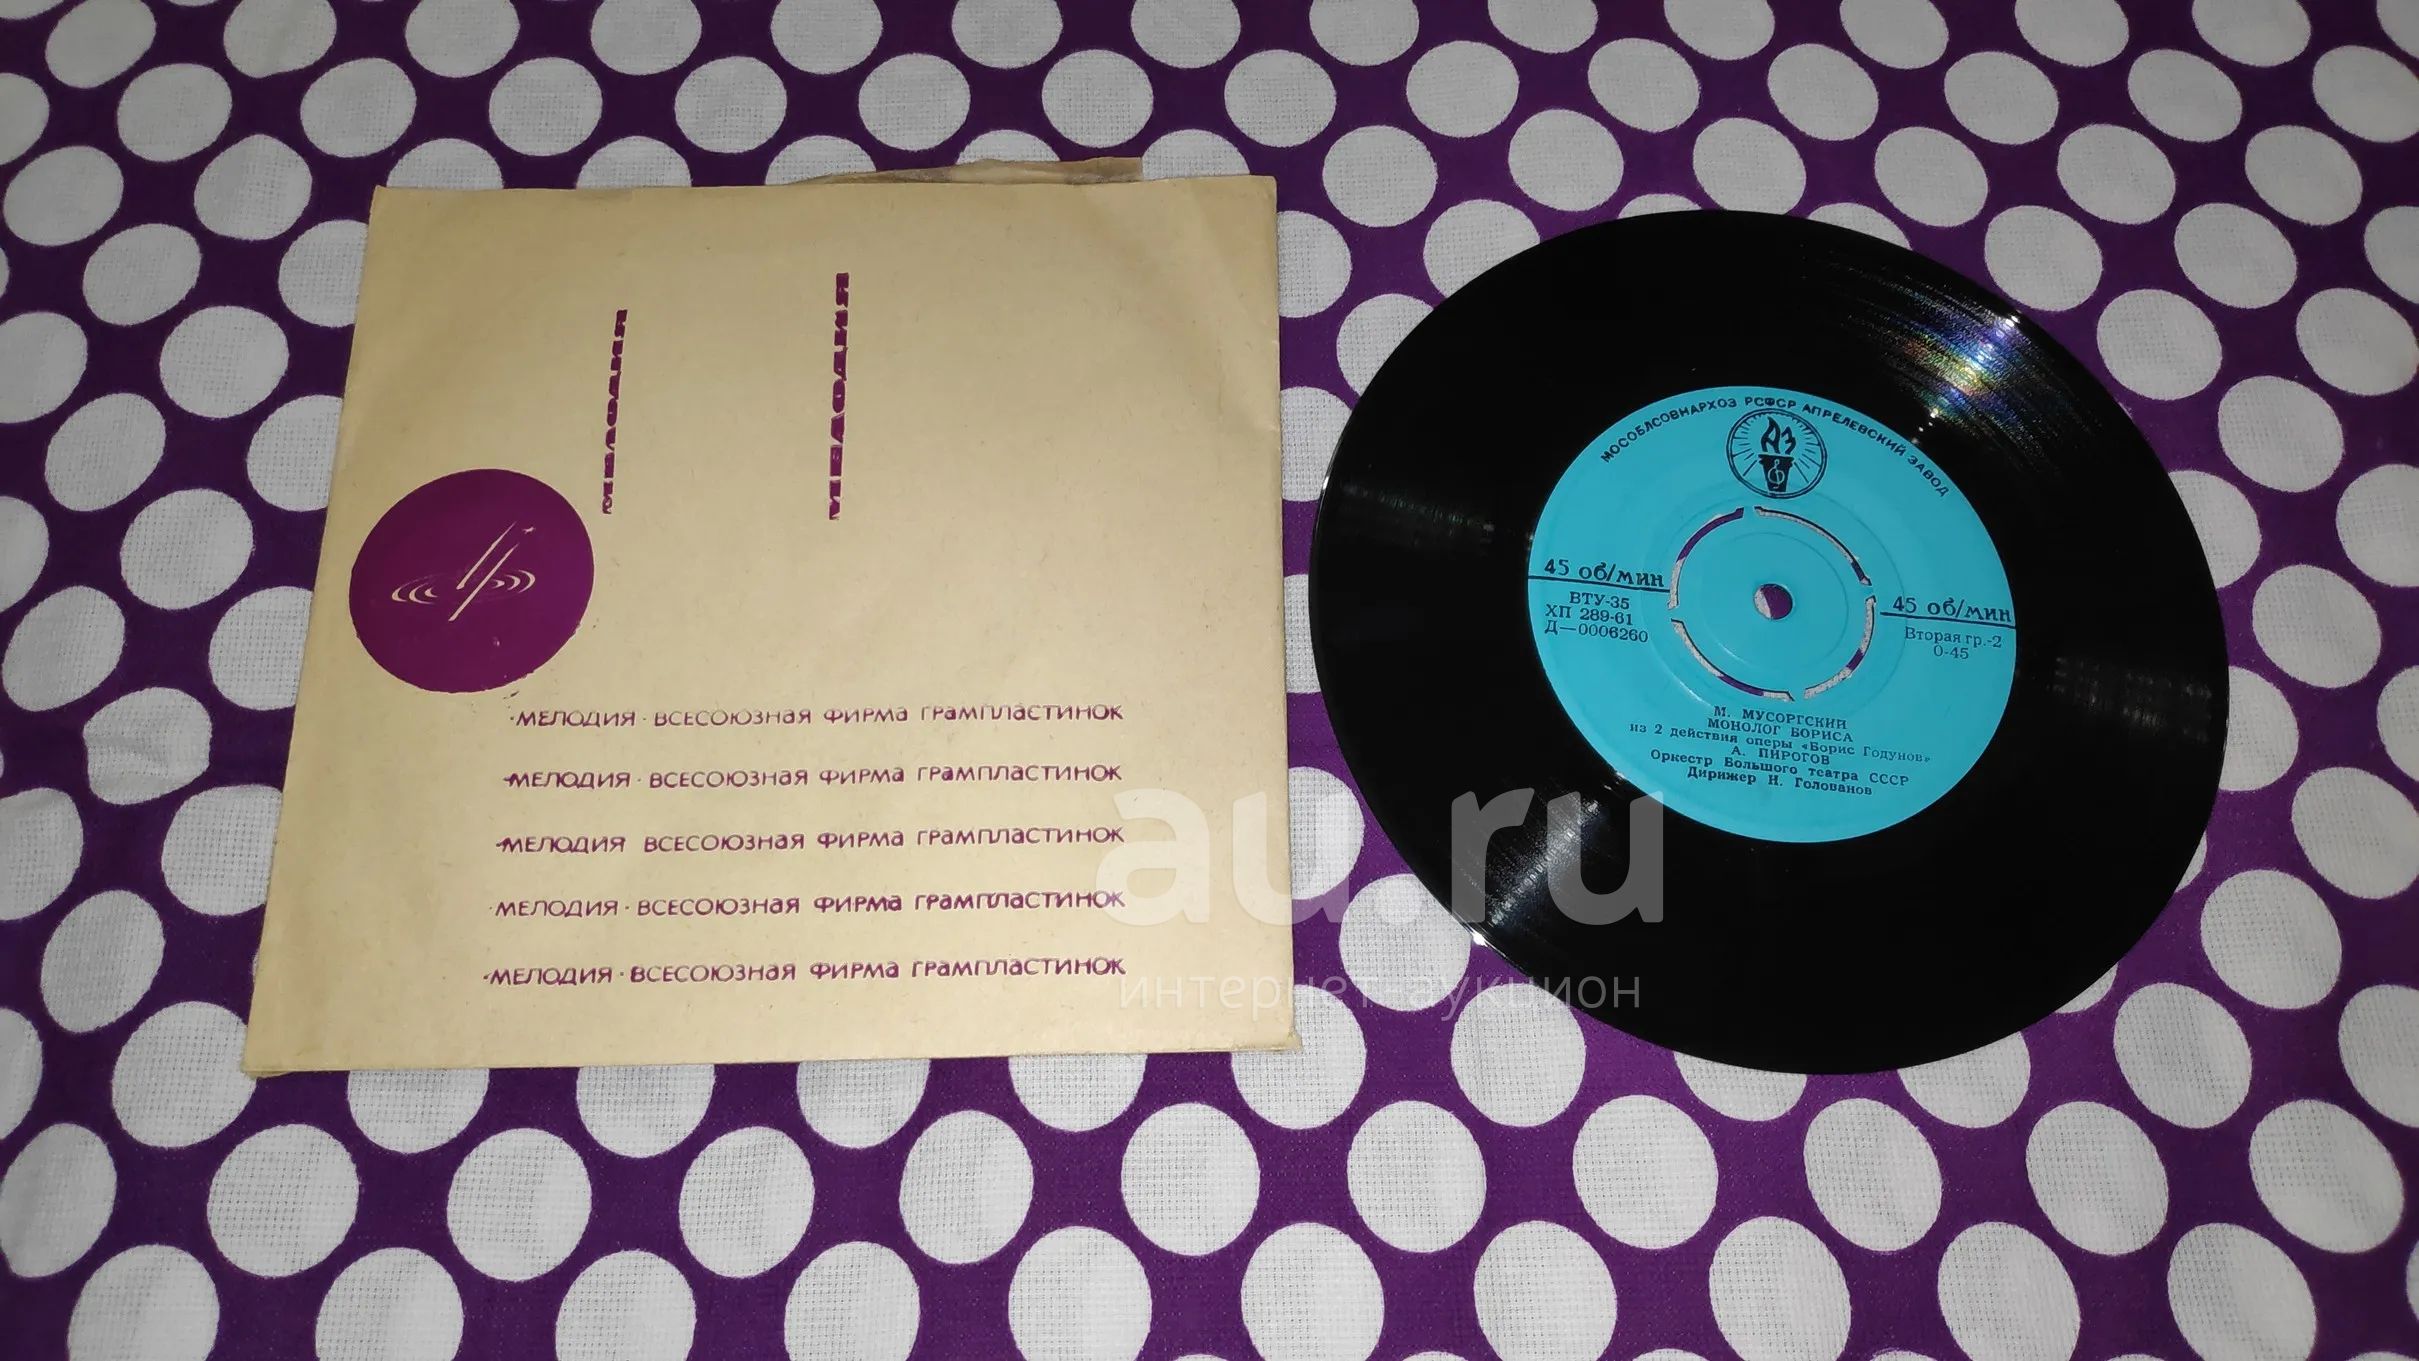 МЕЛОДИЯ
МЕЛОДИЯ
·МЕЛОДИЯ · ВСЕСОЮЗНАЯ ФИРМА ГРАМПЛАСТИНОК
·МЕЛОДИЯ · ВСЕСОЮЗНАЯ ФИРМА ГРАМПЛАСТИНОК
·МЕЛОДИЯ ВСЕСОЮЗНАЯ ФИРМА ГРАМПЛАСТИНОК
·МЕЛОДИЯ · ВСЕСОЮЗНАЯ ФИРМА ГРАМПЛАСТИНОК
·МЕЛОДИЯ · ВСЕСОЮЗНАЯ ФИРМА ГРАМПЛАСТИНОК
МОСОБЛСОВНАРХОЗ РСФСР АПРЕЛЕВСКИЙ ЗАВОД
АЗ
45 об/мин
ВТУ-35
ХП 289-61
Д—0006260
45 об/мин
Вторая гр.-2
0-45
М. МУСОРГСКИЙ
МОНОЛОГ БОРИСА
из 2 действия оперы «Борис Годунов»
А. ПИРОГОВ
Оркестр Большого театра СССР
Дирижер Н. Голованов
au.ru
интернет-аукцион